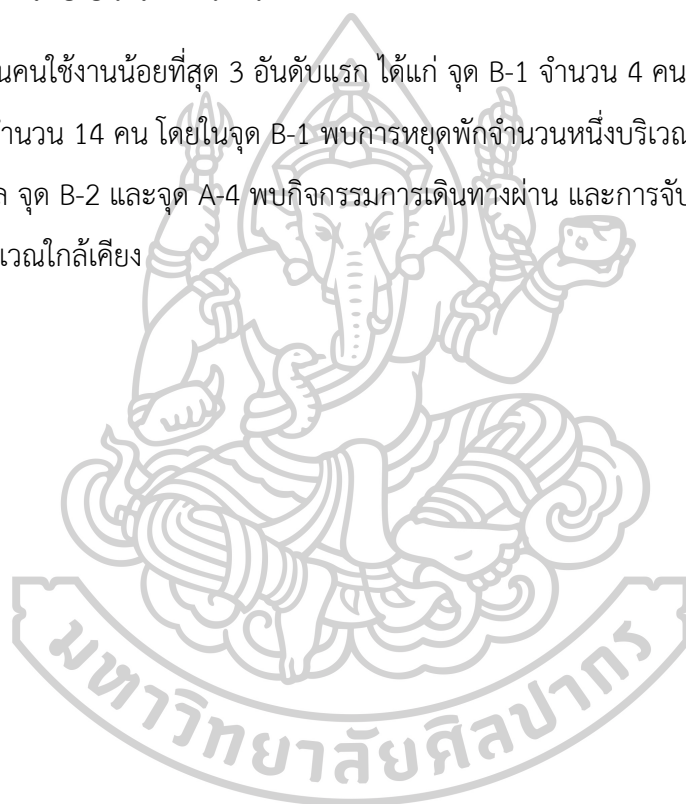 นคนใช้งานน้อยที่สุด 3 อันดับแรก ได้แก่ จุด B-1 จำนวน 4 คน
จำนวน 14 คน โดยในจุด B-1 พบการหยุดพักจำนวนหนึ่งบริเวณ
ล จุด B-2 และจุด A-4 พบกิจกรรมการเดินทางผ่าน และการจับ
เวณใกล้เคียง
มหาวิทยาลัยศิลปากร